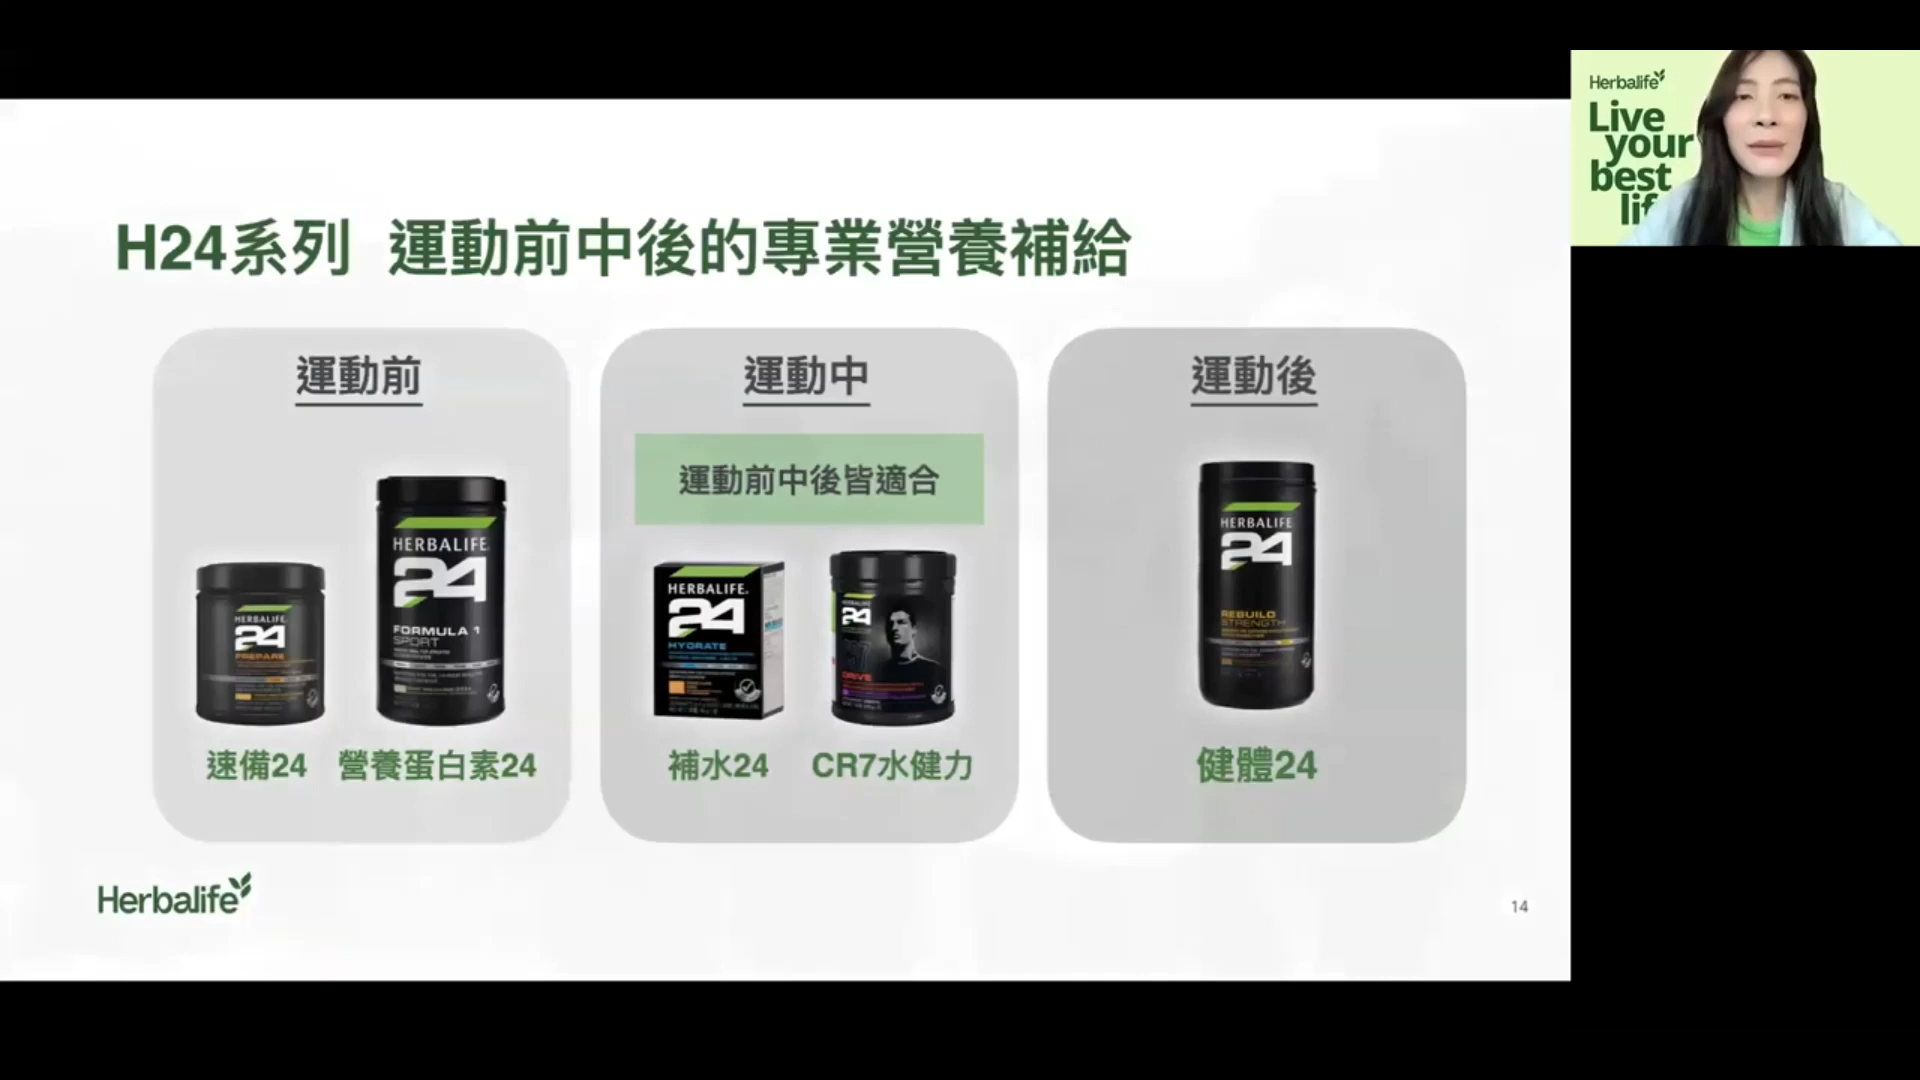 Herbalife
Live
your
best
H24系列 運動前中後的專業營養補給
運動前
運動中
運動後
運動前中後皆適合
HERBALIFE
24
PREPARE
HERBALIFE
24
FORMULA 1
SPORT
HERBALIFE
24
HYDRATE
24
DRIVE
HERBALIFE
24
REBUILD
STRENGTH
速備24
營養蛋白素24
補水24
CR7水健力
健體24
Herbalife
14